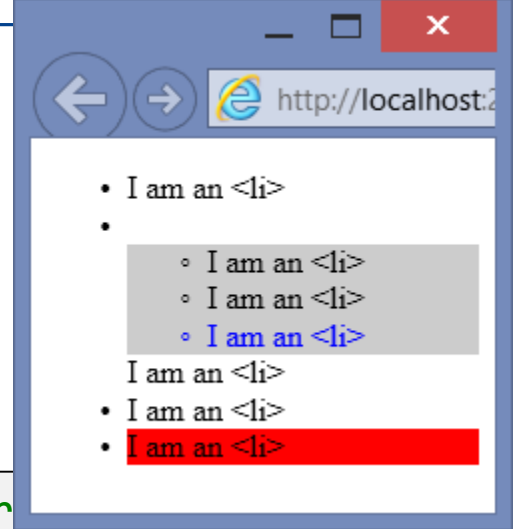 http://localhost:2
• I am an <li>
•
◦ I am an <li>
◦ I am an <li>
◦ I am an <li>
I am an <li>
• I am an <li>
• I am an <li>